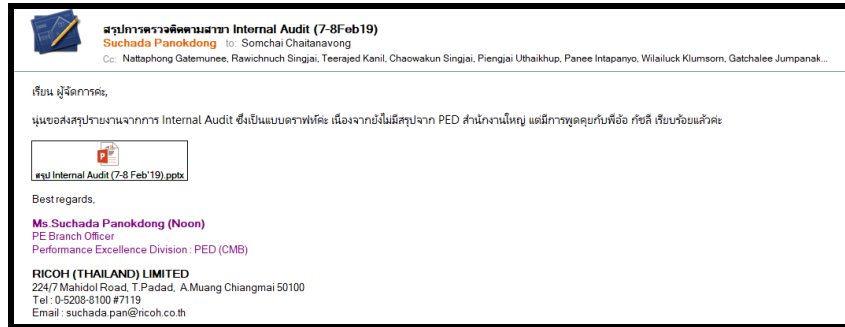 สรุปการตรวจติดตามสาขา Internal Audit (7-8Feb19)
Suchada Panokdong to: Somchai Chaitanavong
Cc: Nattaphong Gatemunee, Rawichnuch Singjai, Teerajed Kanil, Chaowakun Singjai, Piengjai Uthaikhup, Panee Intapanyo, Wilailuck Klumsorn, Gatchalee Jumpanak...
เรียน ผู้จัดการค่ะ,
นุ่นขอส่งสรุปรายงานจากการ Internal Audit ซึ่งเป็นแบบดราฟท์ค่ะ เนื่องจากยังไม่มีสรุปจาก PED สำนักงานใหญ่ แต่มีการพูดคุยกับพี่อ้อ กัชลี เรียบร้อยแล้วค่ะ
สรุป Internal Audit (7-8 Feb'19).pptx
Best regards,
Ms.Suchada Panokdong (Noon)
PE Branch Officer
Performance Excellence Division : PED (CMB)
RICOH (THAILAND) LIMITED
224/7 Mahidol Road, T.Padad, A.Muang Chiangmai 50100
Tel : 0-5208-8100 #7119
Email : suchada.pan@ricoh.co.th